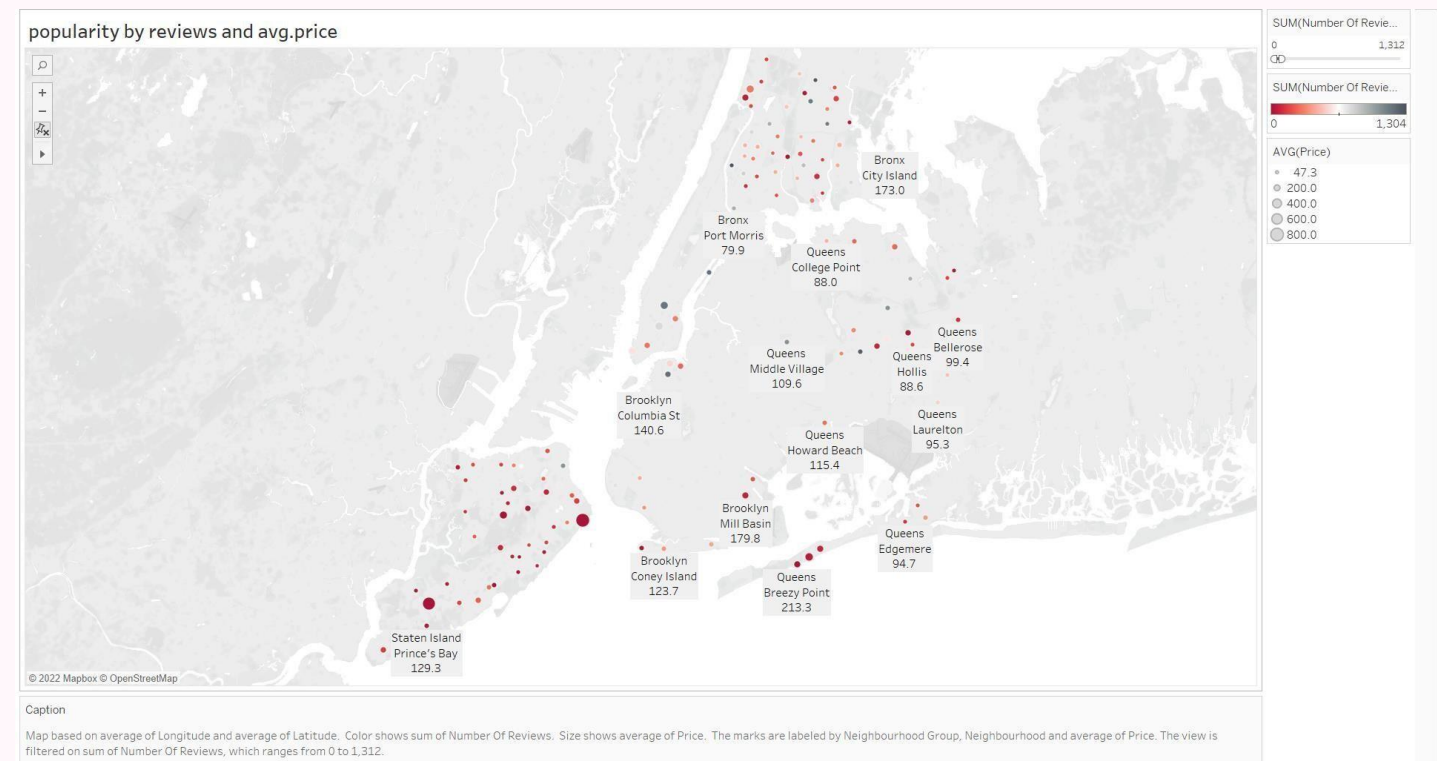 popularity by reviews and avg.price
SUM(Number Of Revie...
0 1,312
SUM(Number Of Revie...
0 1,304
AVG(Price)
47.3
200.0
400.0
600.0
800.0
Bronx
City Island
173.0
Bronx
Port Morris
79.9
Queens
College Point
88.0
Queens
Bellerose
99.4
Queens
Middle Village
109.6
Queens
Hollis
88.6
Brooklyn
Columbia St
140.6
Queens
Laurelton
95.3
Queens
Howard Beach
115.4
Brooklyn
Mill Basin
179.8
Queens
Edgemere
94.7
Brooklyn
Coney Island
123.7
Queens
Breezy Point
213.3
Staten Island
Prince's Bay
129.3
© 2022 Mapbox © OpenStreetMap
Caption
Map based on average of Longitude and average of Latitude. Color shows sum of Number Of Reviews. Size shows average of Price. The marks are labeled by Neighbourhood Group, Neighbourhood and average of Price. The view is
filtered on sum of Number Of Reviews, which ranges from 0 to 1,312.